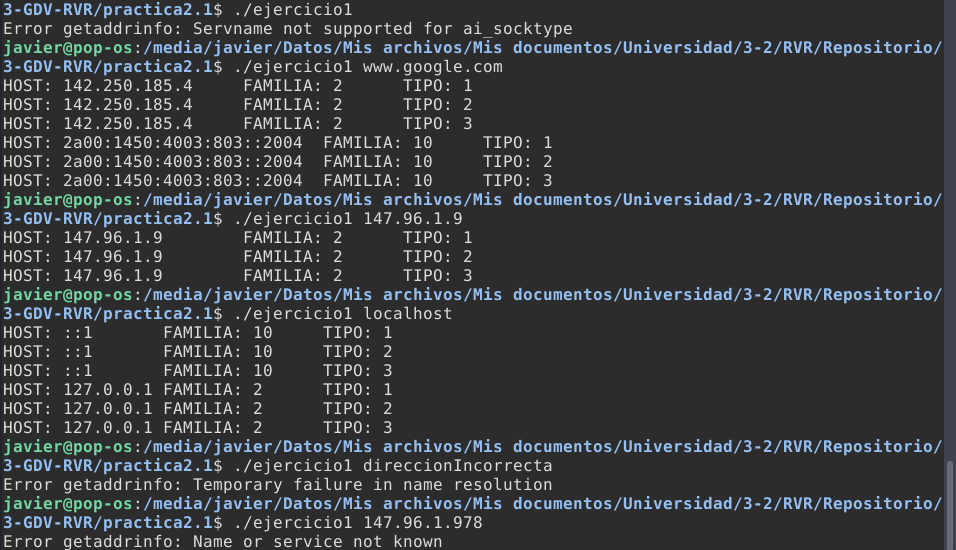 3-GDV-RVR/practica2.1$ ./ejercicio1
Error getaddrinfo: Servname not supported for ai_socktype
javier@pop-os:/media/javier/Datos/Mis archivos/Mis documentos/Universidad/3-2/RVR/Repositorio/
3-GDV-RVR/practica2.1$ ./ejercicio1 www.google.com
HOST: 142.250.185.4     FAMILIA: 2      TIPO: 1
HOST: 142.250.185.4     FAMILIA: 2      TIPO: 2
HOST: 142.250.185.4     FAMILIA: 2      TIPO: 3
HOST: 2a00:1450:4003:803::2004  FAMILIA: 10     TIPO: 1
HOST: 2a00:1450:4003:803::2004  FAMILIA: 10     TIPO: 2
HOST: 2a00:1450:4003:803::2004  FAMILIA: 10     TIPO: 3
javier@pop-os:/media/javier/Datos/Mis archivos/Mis documentos/Universidad/3-2/RVR/Repositorio/
3-GDV-RVR/practica2.1$ ./ejercicio1 147.96.1.9
HOST: 147.96.1.9        FAMILIA: 2      TIPO: 1
HOST: 147.96.1.9        FAMILIA: 2      TIPO: 2
HOST: 147.96.1.9        FAMILIA: 2      TIPO: 3
javier@pop-os:/media/javier/Datos/Mis archivos/Mis documentos/Universidad/3-2/RVR/Repositorio/
3-GDV-RVR/practica2.1$ ./ejercicio1 localhost
HOST: ::1       FAMILIA: 10     TIPO: 1
HOST: ::1       FAMILIA: 10     TIPO: 2
HOST: ::1       FAMILIA: 10     TIPO: 3
HOST: 127.0.0.1 FAMILIA: 2      TIPO: 1
HOST: 127.0.0.1 FAMILIA: 2      TIPO: 2
HOST: 127.0.0.1 FAMILIA: 2      TIPO: 3
javier@pop-os:/media/javier/Datos/Mis archivos/Mis documentos/Universidad/3-2/RVR/Repositorio/
3-GDV-RVR/practica2.1$ ./ejercicio1 direccionIncorrecta
Error getaddrinfo: Temporary failure in name resolution
javier@pop-os:/media/javier/Datos/Mis archivos/Mis documentos/Universidad/3-2/RVR/Repositorio/
3-GDV-RVR/practica2.1$ ./ejercicio1 147.96.1.978
Error getaddrinfo: Name or service not known